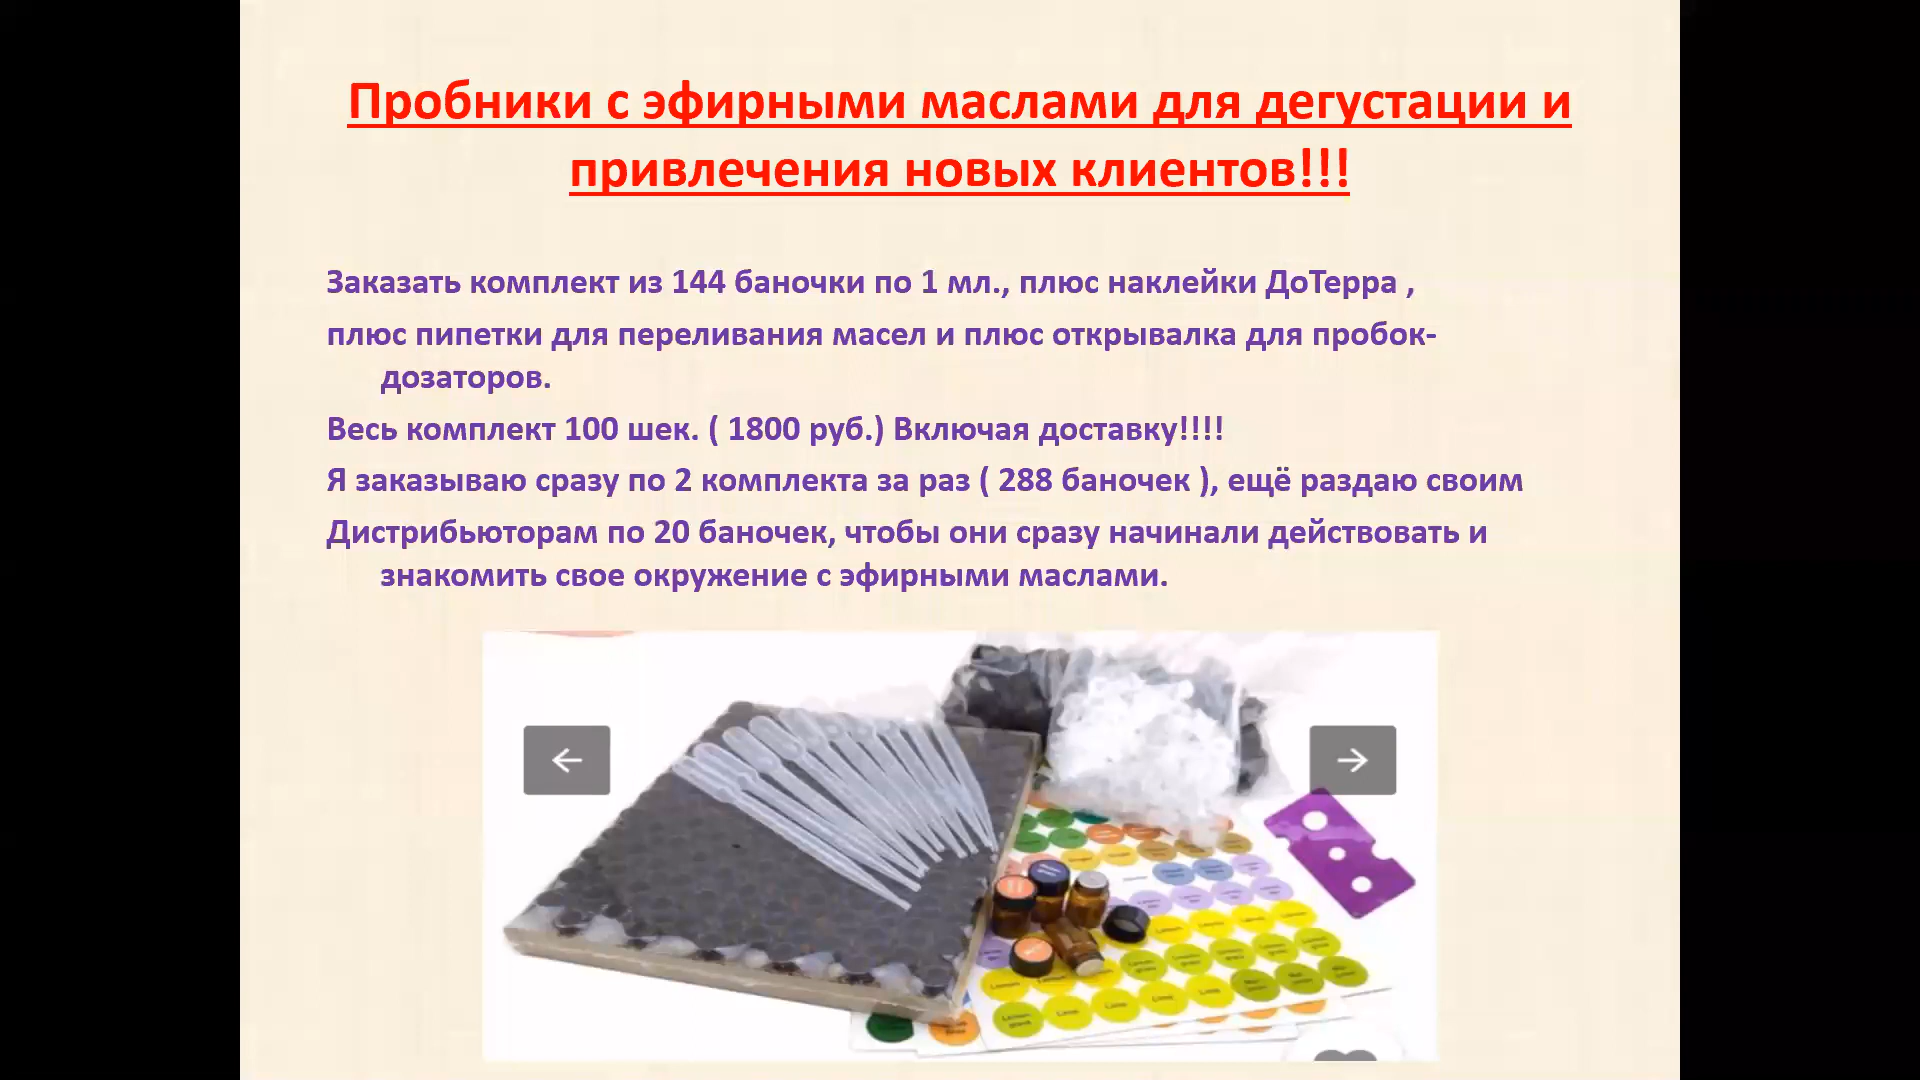 Пробники с эфирными маслами для дегустации и
привлечения новых клиентов!!!
Заказать комплект из 144 баночки по 1 мл., плюс наклейки ДоТерра ,
плюс пипетки для переливания масел и плюс открывалка для пробок-
дозаторов.
Весь комплект 100 шек. ( 1800 руб.) Включая доставку!!!!
Я заказываю сразу по 2 комплекта за раз ( 288 баночек ), ещё раздаю своим
Дистрибьюторам по 20 баночек, чтобы они сразу начинали действовать и
знакомить свое окружение с эфирными маслами.